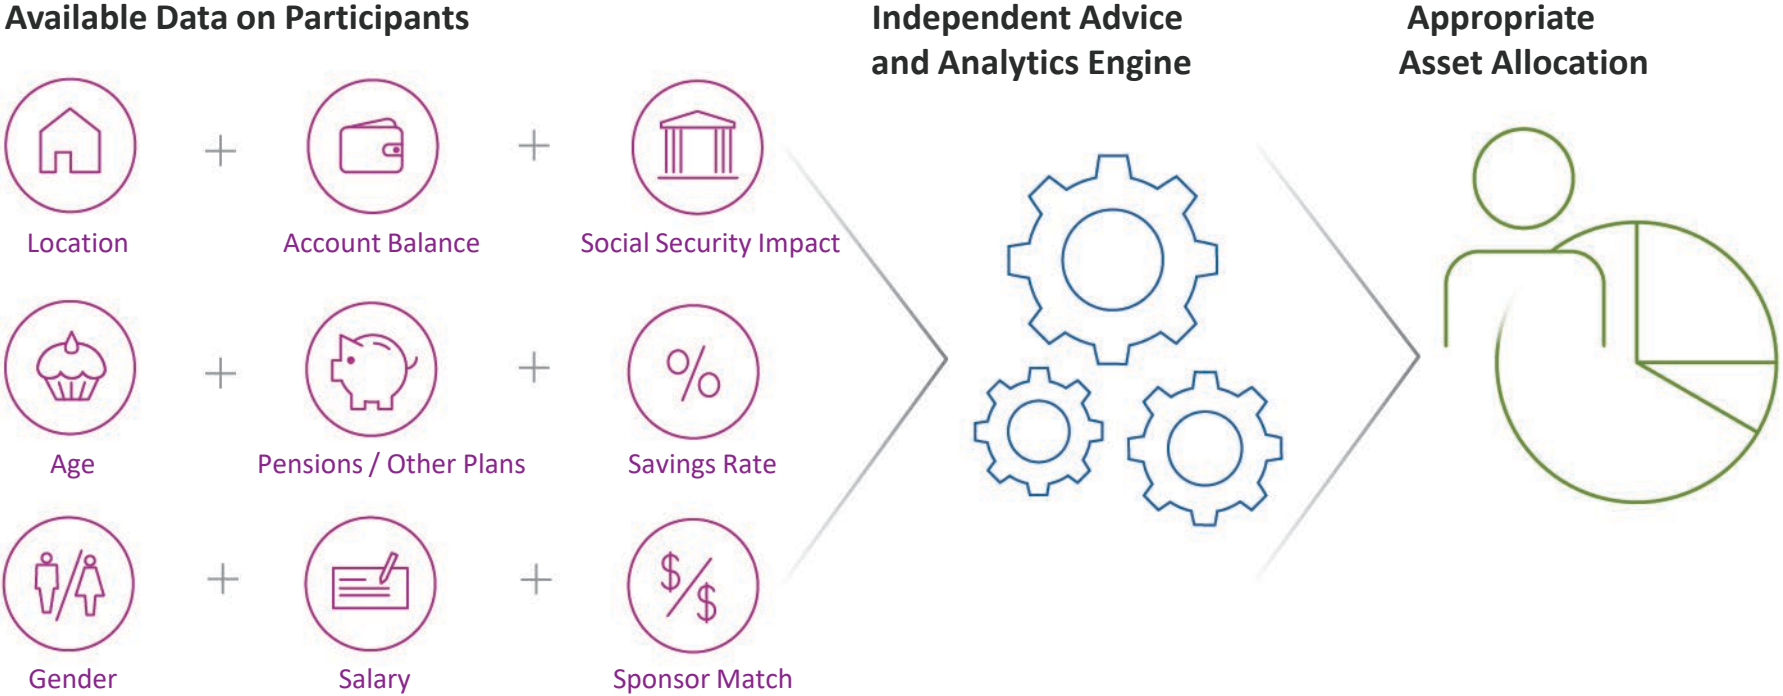 Available Data on Participants
Independent Advice
and Analytics Engine
Appropriate
Asset Allocation
Location
Account Balance
Social Security Impact
Age
Pensions / Other Plans
%
Savings Rate
Gender
Salary
$/$
Sponsor Match